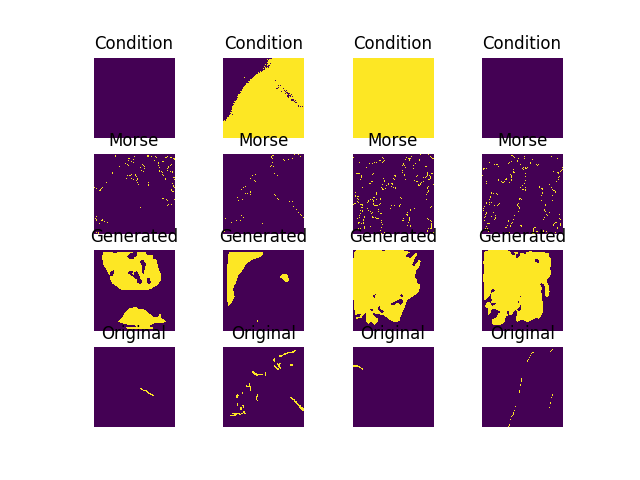 Condition Condition Condition Condition
Morse Morse Morse Morse
Generated Generated Generated Generated
Original Original Original Original